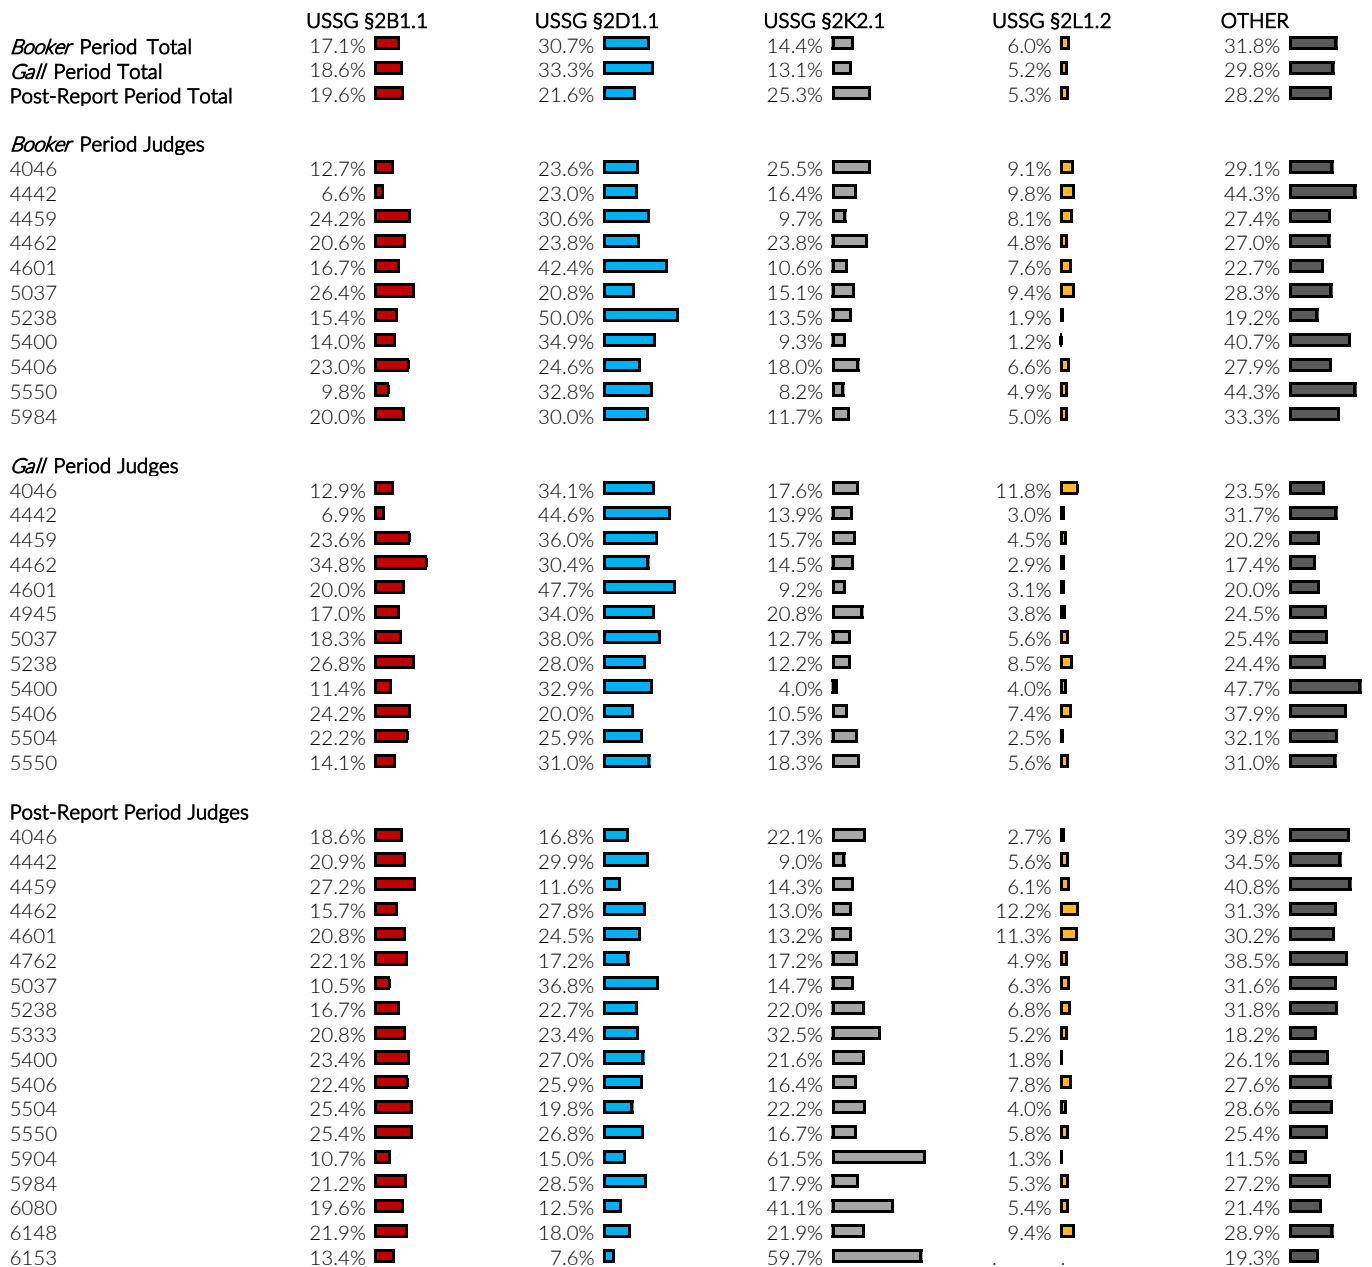 USSG §2B1.1 USSG §2D1.1 USSG §2K2.1 USSG §2L1.2 OTHER
Booker Period Total 17.1% 30.7% 14.4% 6.0% 31.8%
Gall Period Total 18.6% 33.3% 13.1% 5.2% 29.8%
Post-Report Period Total 19.6% 21.6% 25.3% 5.3% 28.2%
Booker Period Judges
4046 12.7% 23.6% 25.5% 9.1% 29.1%
4442 6.6% 23.0% 16.4% 9.8% 44.3%
4459 24.2% 30.6% 9.7% 8.1% 27.4%
4462 20.6% 23.8% 23.8% 4.8% 27.0%
4601 16.7% 42.4% 10.6% 7.6% 22.7%
5037 26.4% 20.8% 15.1% 9.4% 28.3%
5238 15.4% 50.0% 13.5% 1.9% 19.2%
5400 14.0% 34.9% 9.3% 1.2% 40.7%
5406 23.0% 24.6% 18.0% 6.6% 27.9%
5550 9.8% 32.8% 8.2% 4.9% 44.3%
5984 20.0% 30.0% 11.7% 5.0% 33.3%
Gall Period Judges
4046 12.9% 34.1% 17.6% 11.8% 23.5%
4442 6.9% 44.6% 13.9% 3.0% 31.7%
4459 23.6% 36.0% 15.7% 4.5% 20.2%
4462 34.8% 30.4% 14.5% 2.9% 17.4%
4601 20.0% 47.7% 9.2% 3.1% 20.0%
4945 17.0% 34.0% 20.8% 3.8% 24.5%
5037 18.3% 38.0% 12.7% 5.6% 25.4%
5238 26.8% 28.0% 12.2% 8.5% 24.4%
5400 11.4% 32.9% 4.0% 4.0% 47.7%
5406 24.2% 20.0% 10.5% 7.4% 37.9%
5504 22.2% 25.9% 17.3% 2.5% 32.1%
5550 14.1% 31.0% 18.3% 5.6% 31.0%
Post-Report Period Judges
4046 18.6% 16.8% 22.1% 2.7% 39.8%
4442 20.9% 29.9% 9.0% 5.6% 34.5%
4459 27.2% 11.6% 14.3% 6.1% 40.8%
4462 15.7% 27.8% 13.0% 12.2% 31.3%
4601 20.8% 24.5% 13.2% 11.3% 30.2%
4762 22.1% 17.2% 17.2% 4.9% 38.5%
5037 10.5% 36.8% 14.7% 6.3% 31.6%
5238 16.7% 22.7% 22.0% 6.8% 31.8%
5333 20.8% 23.4% 32.5% 5.2% 18.2%
5400 23.4% 27.0% 21.6% 1.8% 26.1%
5406 22.4% 25.9% 16.4% 7.8% 27.6%
5504 25.4% 19.8% 22.2% 4.0% 28.6%
5550 25.4% 26.8% 16.7% 5.8% 25.4%
5904 10.7% 15.0% 61.5% 1.3% 11.5%
5984 21.2% 28.5% 17.9% 5.3% 27.2%
6080 19.6% 12.5% 41.1% 5.4% 21.4%
6148 21.9% 18.0% 21.9% 9.4% 28.9%
6153 13.4% 7.6% 59.7% 19.3%